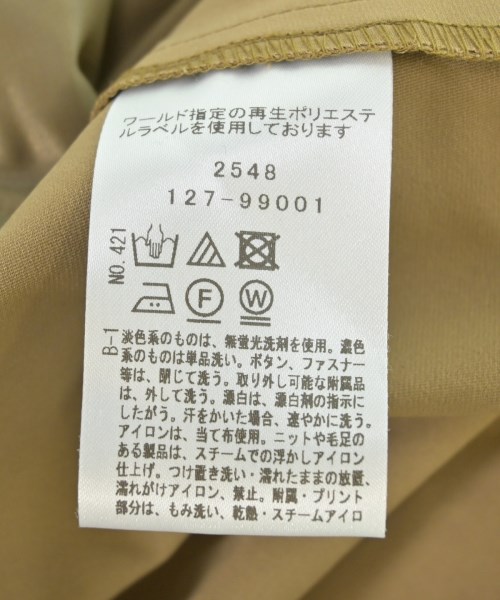 ワールド指定の再生ポリエステ
ルラベルを使用しております
2548
127-99001
NO.421
F
W
B-1
淡色系のものは、無蛍光洗剤を使用。濃色
系のものは単品洗い。ボタン、ファスナー
等は、閉じて洗う。取り外し可能な附属品
は、外して洗う。漂白は、漂白剤の指示に
したがう。汗をかいた場合、速やかに洗う。
アイロンは、当て布使用。ニットや毛足の
ある製品は、スチームでの浮かしアイロン
仕上げ。つけ置き洗い・濡れたままの放置、
濡れがけアイロン、禁止。附属・プリント
部分は、もみ洗い、乾熱・スチームアイロ